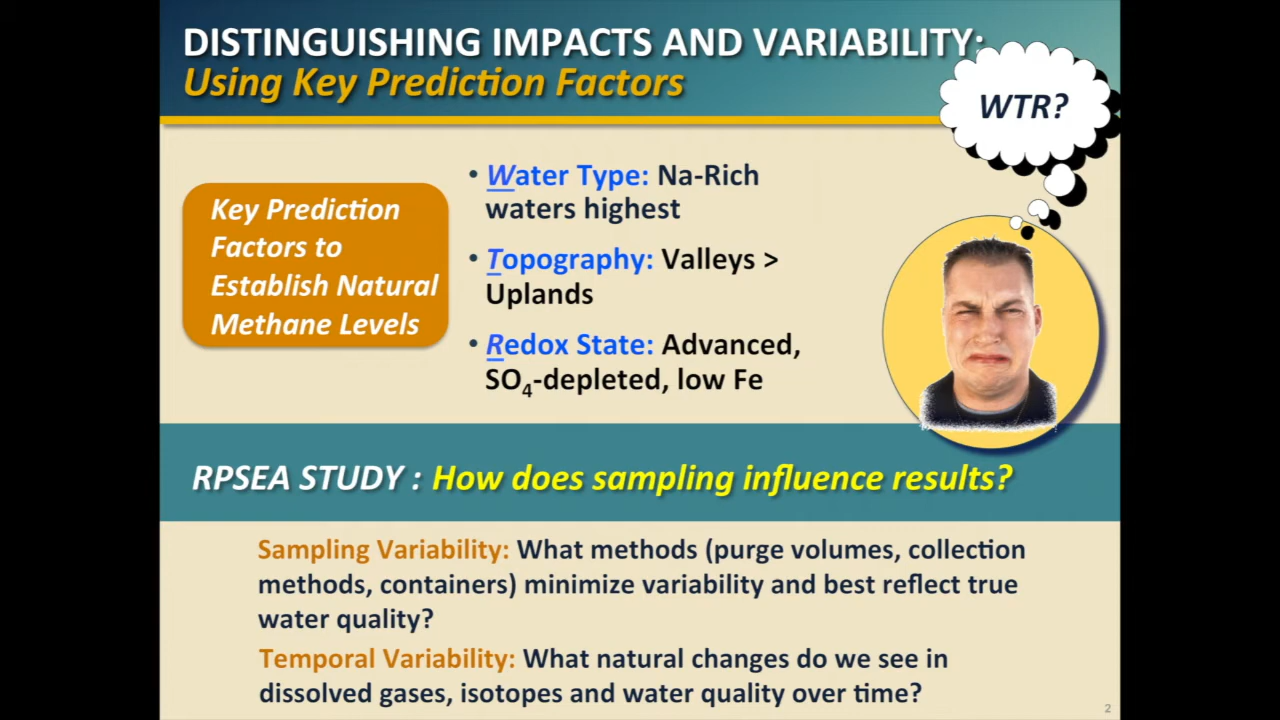 DISTINGUISHING IMPACTS AND VARIABILITY:
Using Key Prediction Factors
WTR?
Key Prediction
Factors to
Establish Natural
Methane Levels
• Water Type: Na-Rich
waters highest
• Topography: Valleys >
Uplands
• Redox State: Advanced,
SO₄-depleted, low Fe
RPSEA STUDY : How does sampling influence results?
Sampling Variability: What methods (purge volumes, collection
methods, containers) minimize variability and best reflect true
water quality?
Temporal Variability: What natural changes do we see in
dissolved gases, isotopes and water quality over time?
2